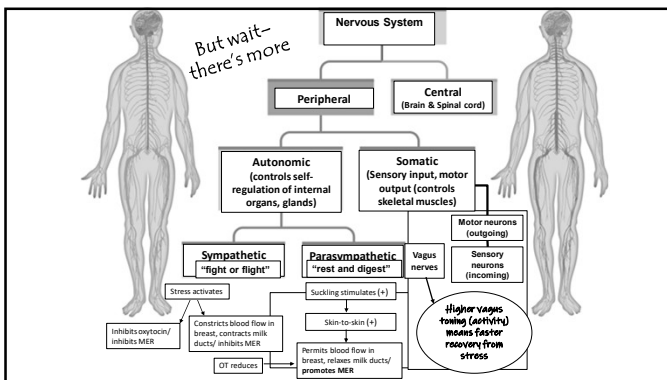 But wait–
there's more
Nervous System
Peripheral
Central
(Brain & Spinal cord)
Autonomic
(controls self-
regulation of internal
organs, glands)
Somatic
(Sensory input, motor
output (controls
skeletal muscles)
Motor neurons
(outgoing)
Sensory
neurons
(incoming)
Sympathetic
"fight or flight"
Parasympathetic
"rest and digest"
Vagus
nerves
Stress activates
Inhibits oxytocin/
inhibits MER
Constricts blood flow in
breast, contracts milk
ducts/ inhibits MER
Suckling stimulates (+)
Skin-to-skin (+)
OT reduces
Permits blood flow in
breast, relaxes milk ducts/
promotes MER
Higher vagus
toning (activity)
means faster
recovery from
stress